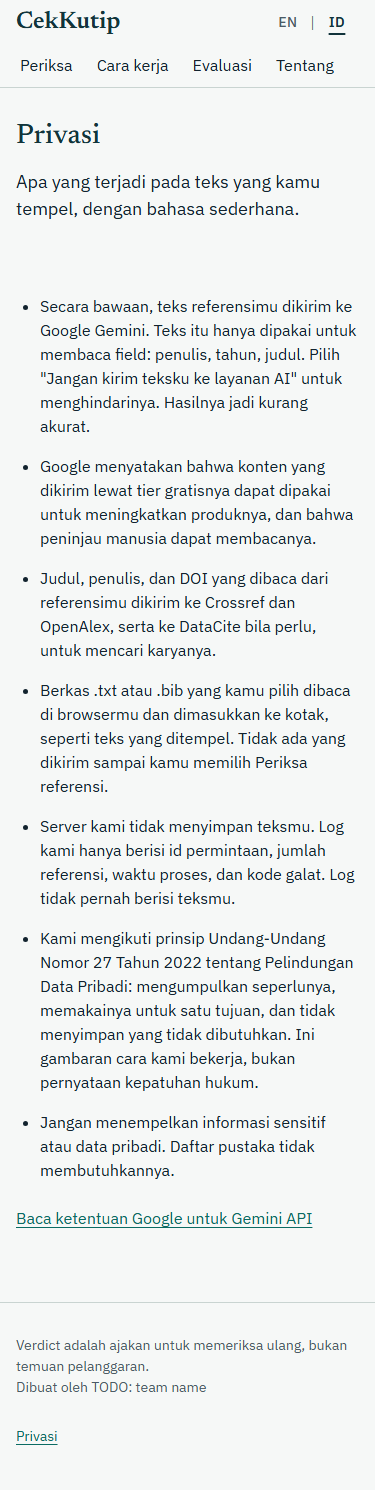 CekKutip
EN | ID
Periksa Cara kerja Evaluasi Tentang
Privasi
Apa yang terjadi pada teks yang kamu
tempel, dengan bahasa sederhana.
• Secara bawaan, teks referensimu dikirim ke
Google Gemini. Teks itu hanya dipakai untuk
membaca field: penulis, tahun, judul. Pilih
"Jangan kirim teksku ke layanan AI" untuk
menghindarinya. Hasilnya jadi kurang
akurat.
• Google menyatakan bahwa konten yang
dikirim lewat tier gratisnya dapat dipakai
untuk meningkatkan produknya, dan bahwa
peninjau manusia dapat membacanya.
• Judul, penulis, dan DOI yang dibaca dari
referensimu dikirim ke Crossref dan
OpenAlex, serta ke DataCite bila perlu,
untuk mencari karyanya.
• Berkas .txt atau .bib yang kamu pilih dibaca
di browsermu dan dimasukkan ke kotak,
seperti teks yang ditempel. Tidak ada yang
dikirim sampai kamu memilih Periksa
referensi.
• Server kami tidak menyimpan teksmu. Log
kami hanya berisi id permintaan, jumlah
referensi, waktu proses, dan kode galat. Log
tidak pernah berisi teksmu.
• Kami mengikuti prinsip Undang-Undang
Nomor 27 Tahun 2022 tentang Pelindungan
Data Pribadi: mengumpulkan seperlunya,
memakainya untuk satu tujuan, dan tidak
menyimpan yang tidak dibutuhkan. Ini
gambaran cara kami bekerja, bukan
pernyataan kepatuhan hukum.
• Jangan menempelkan informasi sensitif
atau data pribadi. Daftar pustaka tidak
membutuhkannya.
Baca ketentuan Google untuk Gemini API
Verdict adalah ajakan untuk memeriksa ulang, bukan
temuan pelanggaran.
Dibuat oleh TODO: team name
Privasi